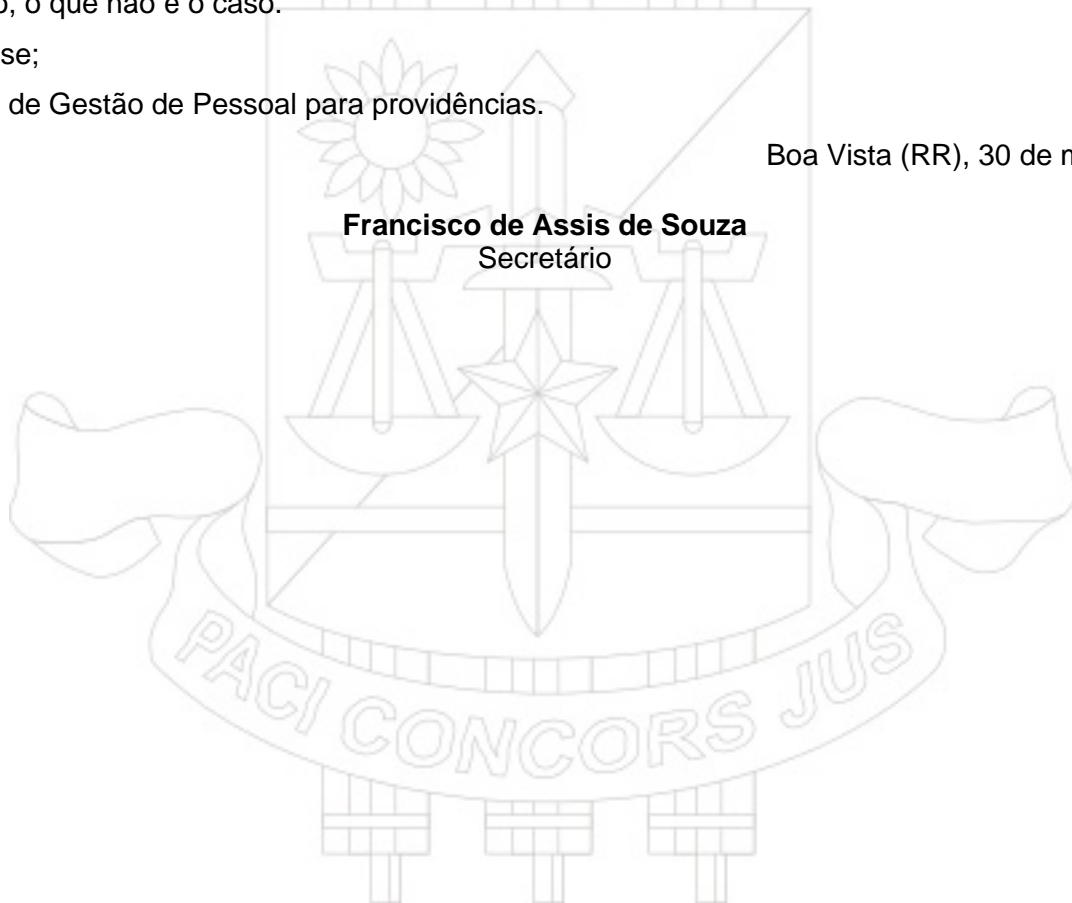 o que não é o caso.
se;
de Gestão de Pessoal para providências.
Boa Vista (RR), 30 de
Francisco de Assis de Souza
Secretário
PACI CONCORS JUS